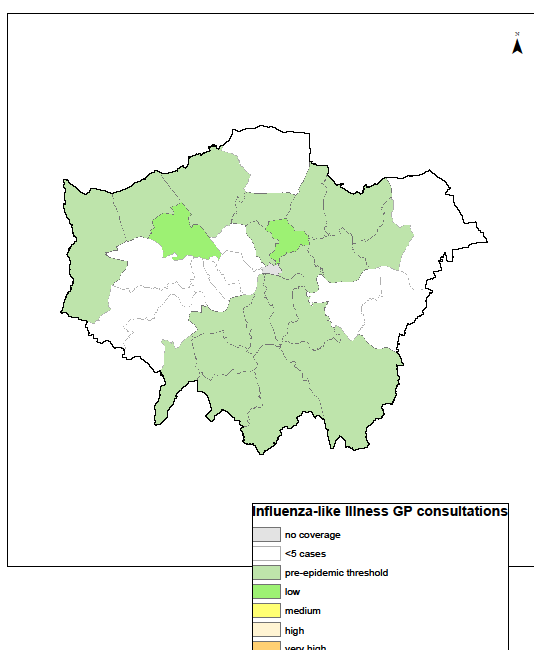 N
Influenza-like Illness GP consultations
no coverage
<5 cases
pre-epidemic threshold
low
medium
high
very high